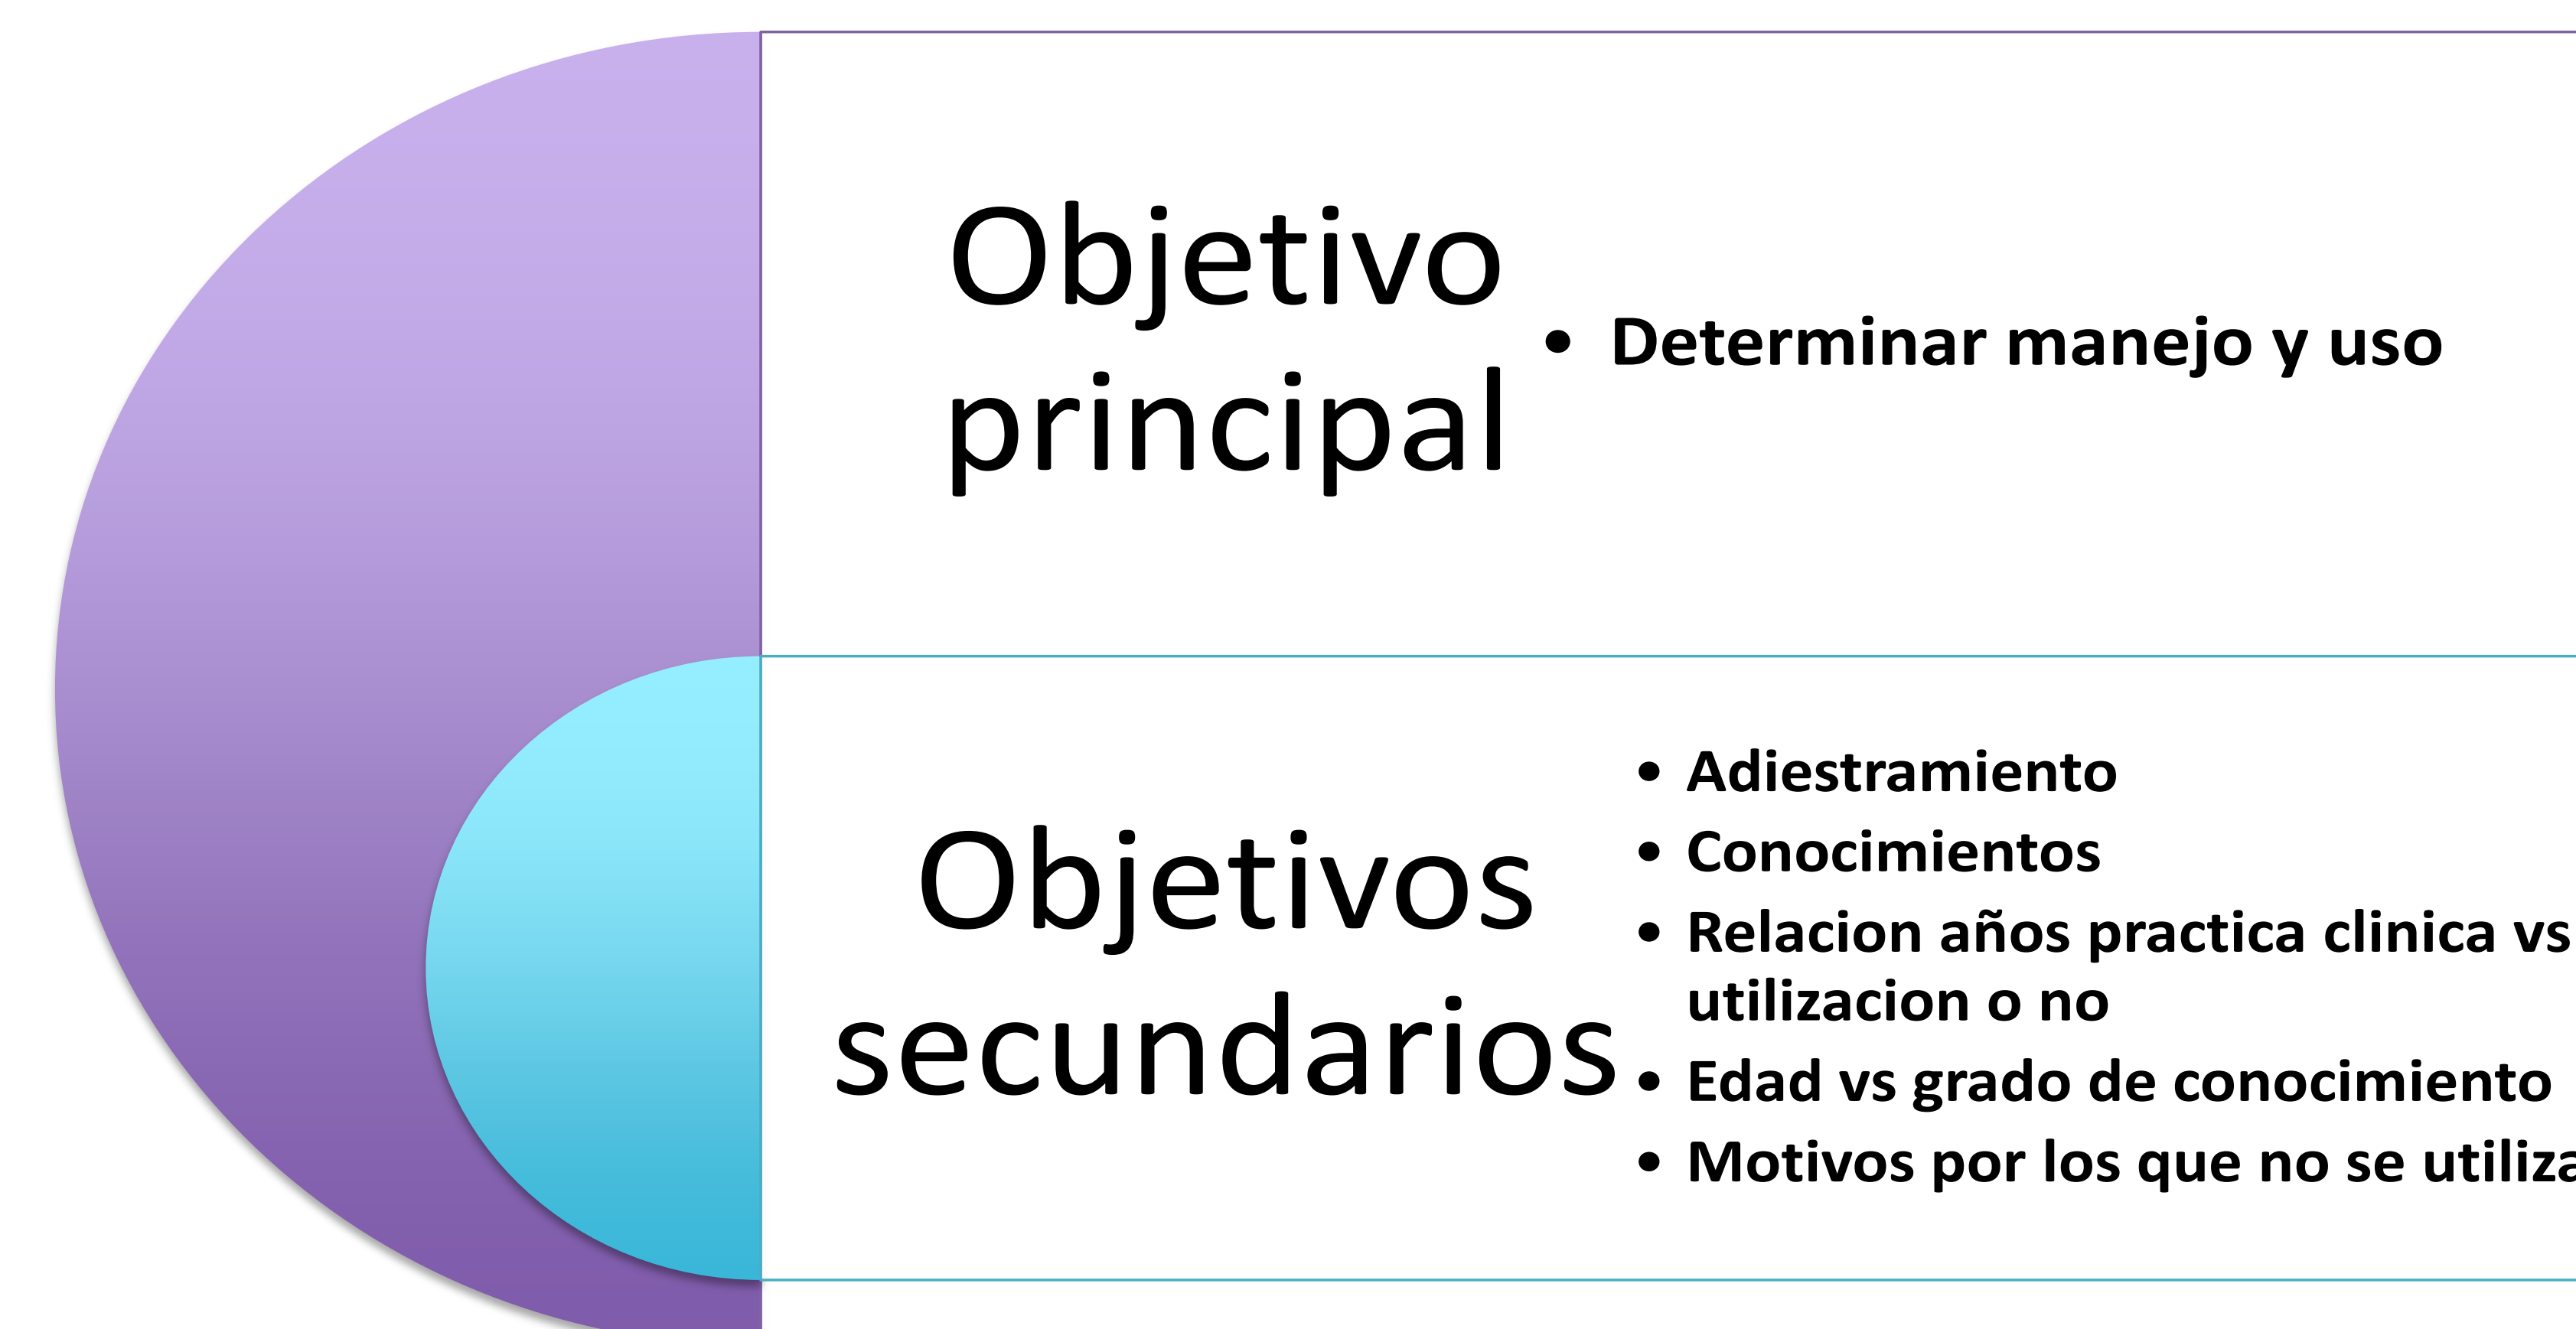 Objetivo
principal
• Determinar manejo y uso
Objetivos
secundarios
• Adiestramiento
• Conocimientos
• Relacion años practica clinica vs
utilizacion o no
• Edad vs grado de conocimiento
• Motivos por los que no se utiliza